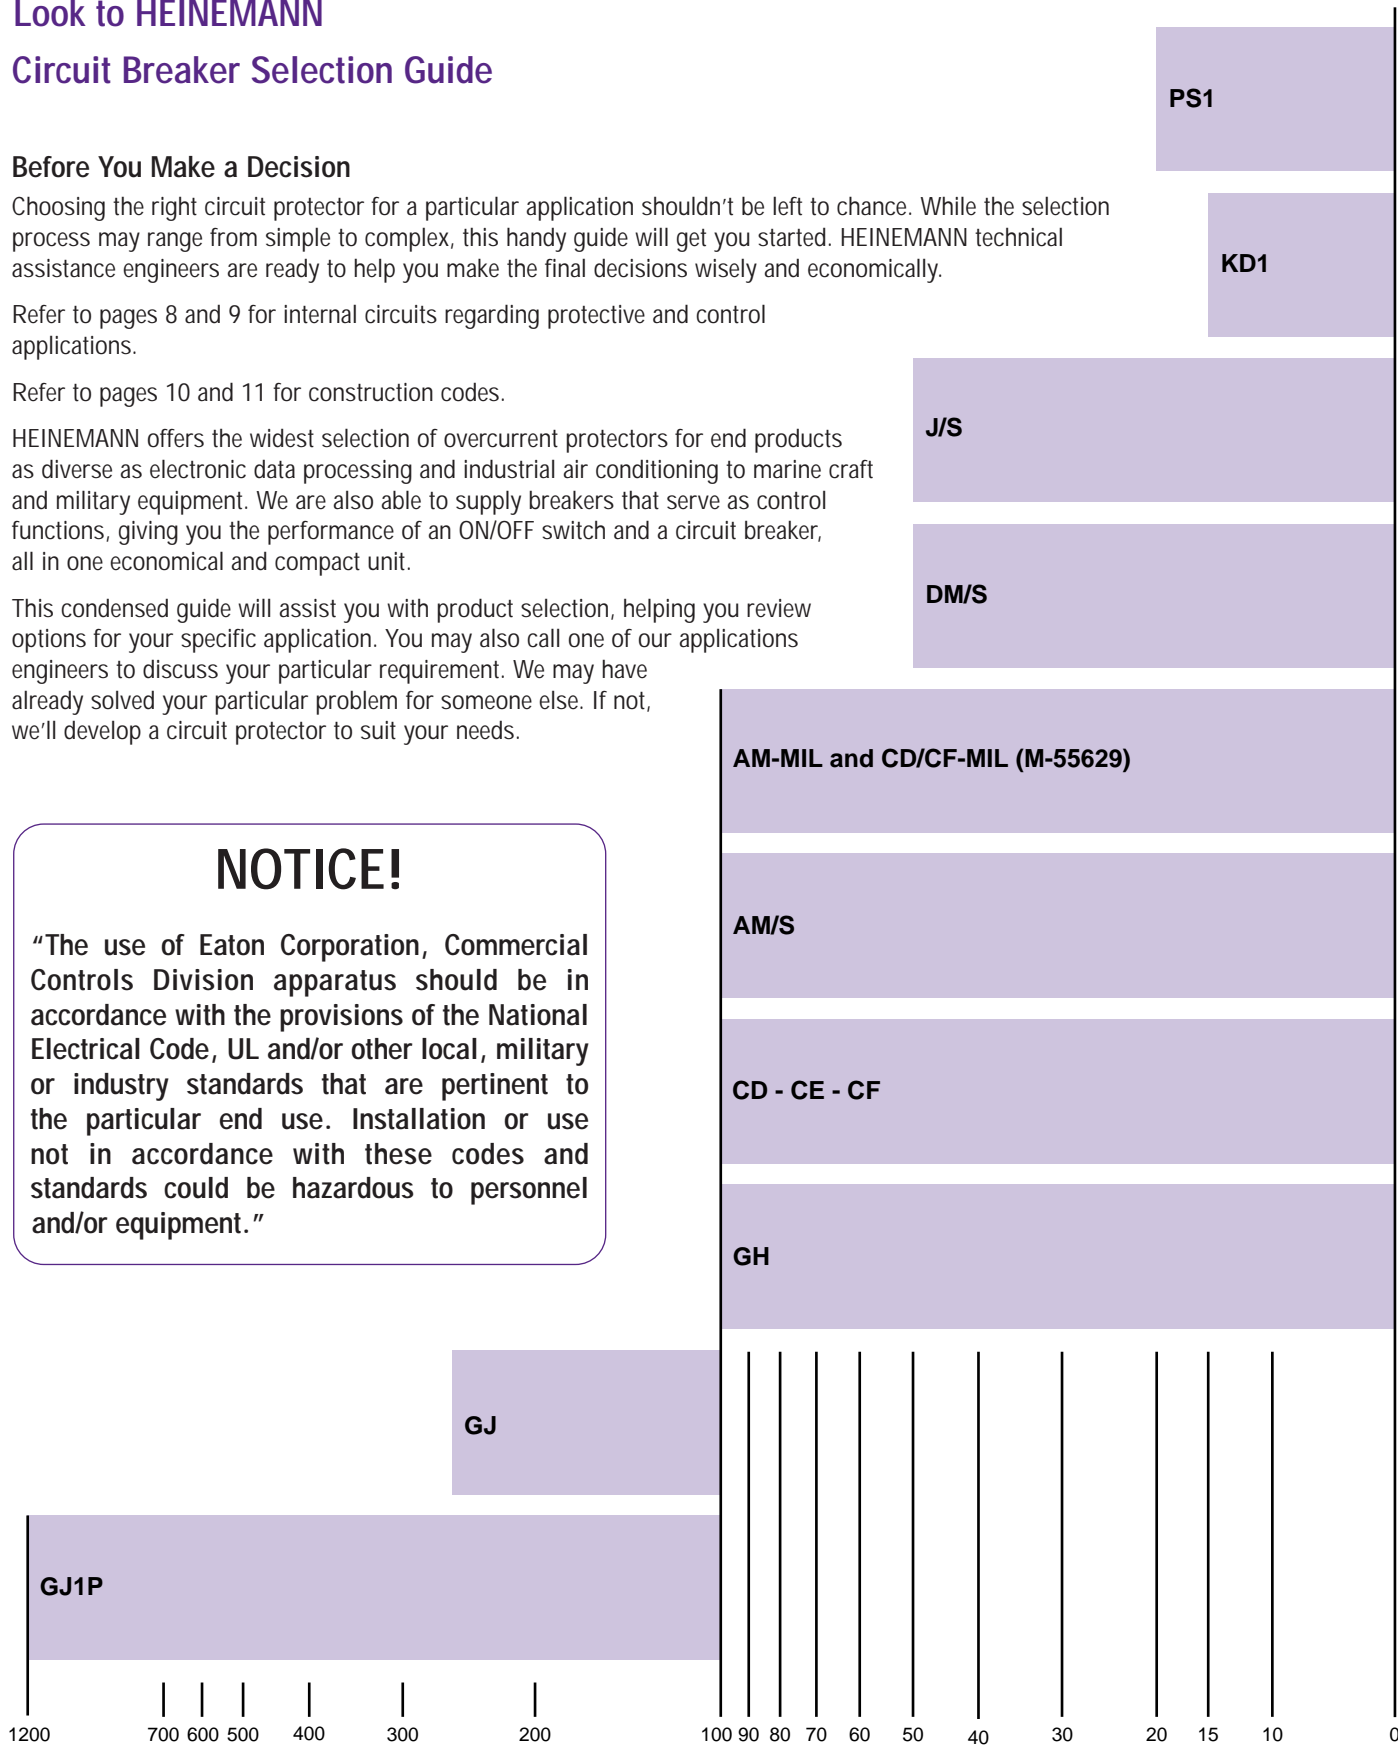 Look to HEINEMANN
Circuit Breaker Selection Guide
Before You Make a Decision
Choosing the right circuit protector for a particular application shouldn't be left to chance. While the selection
process may range from simple to complex, this handy guide will get you started. HEINEMANN technical
assistance engineers are ready to help you make the final decisions wisely and economically.
Refer to pages 8 and 9 for internal circuits regarding protective and control
applications.
Refer to pages 10 and 11 for construction codes.
HEINEMANN offers the widest selection of overcurrent protectors for end products
as diverse as electronic data processing and industrial air conditioning to marine craft
and military equipment. We are also able to supply breakers that serve as control
functions, giving you the performance of an ON/OFF switch and a circuit breaker,
all in one economical and compact unit.
This condensed guide will assist you with product selection, helping you review
options for your specific application. You may also call one of our applications
engineers to discuss your particular requirement. We may have
already solved your particular problem for someone else. If not,
we'll develop a circuit protector to suit your needs.
NOTICE!
“The use of Eaton Corporation, Commercial
Controls Division apparatus should be in
accordance with the provisions of the National
Electrical Code, UL and/or other local, military
or industry standards that are pertinent to
the particular end use. Installation or use
not in accordance with these codes and
standards could be hazardous to personnel
and/or equipment.”
PS1
KD1
J/S
DM/S
AM-MIL and CD/CF-MIL (M-55629)
AM/S
CD - CE - CF
GH
GJ
GJ1P
1200 700 600 500 400 300 200 100 90 80 70 60 50 40 30 20 15 10 0